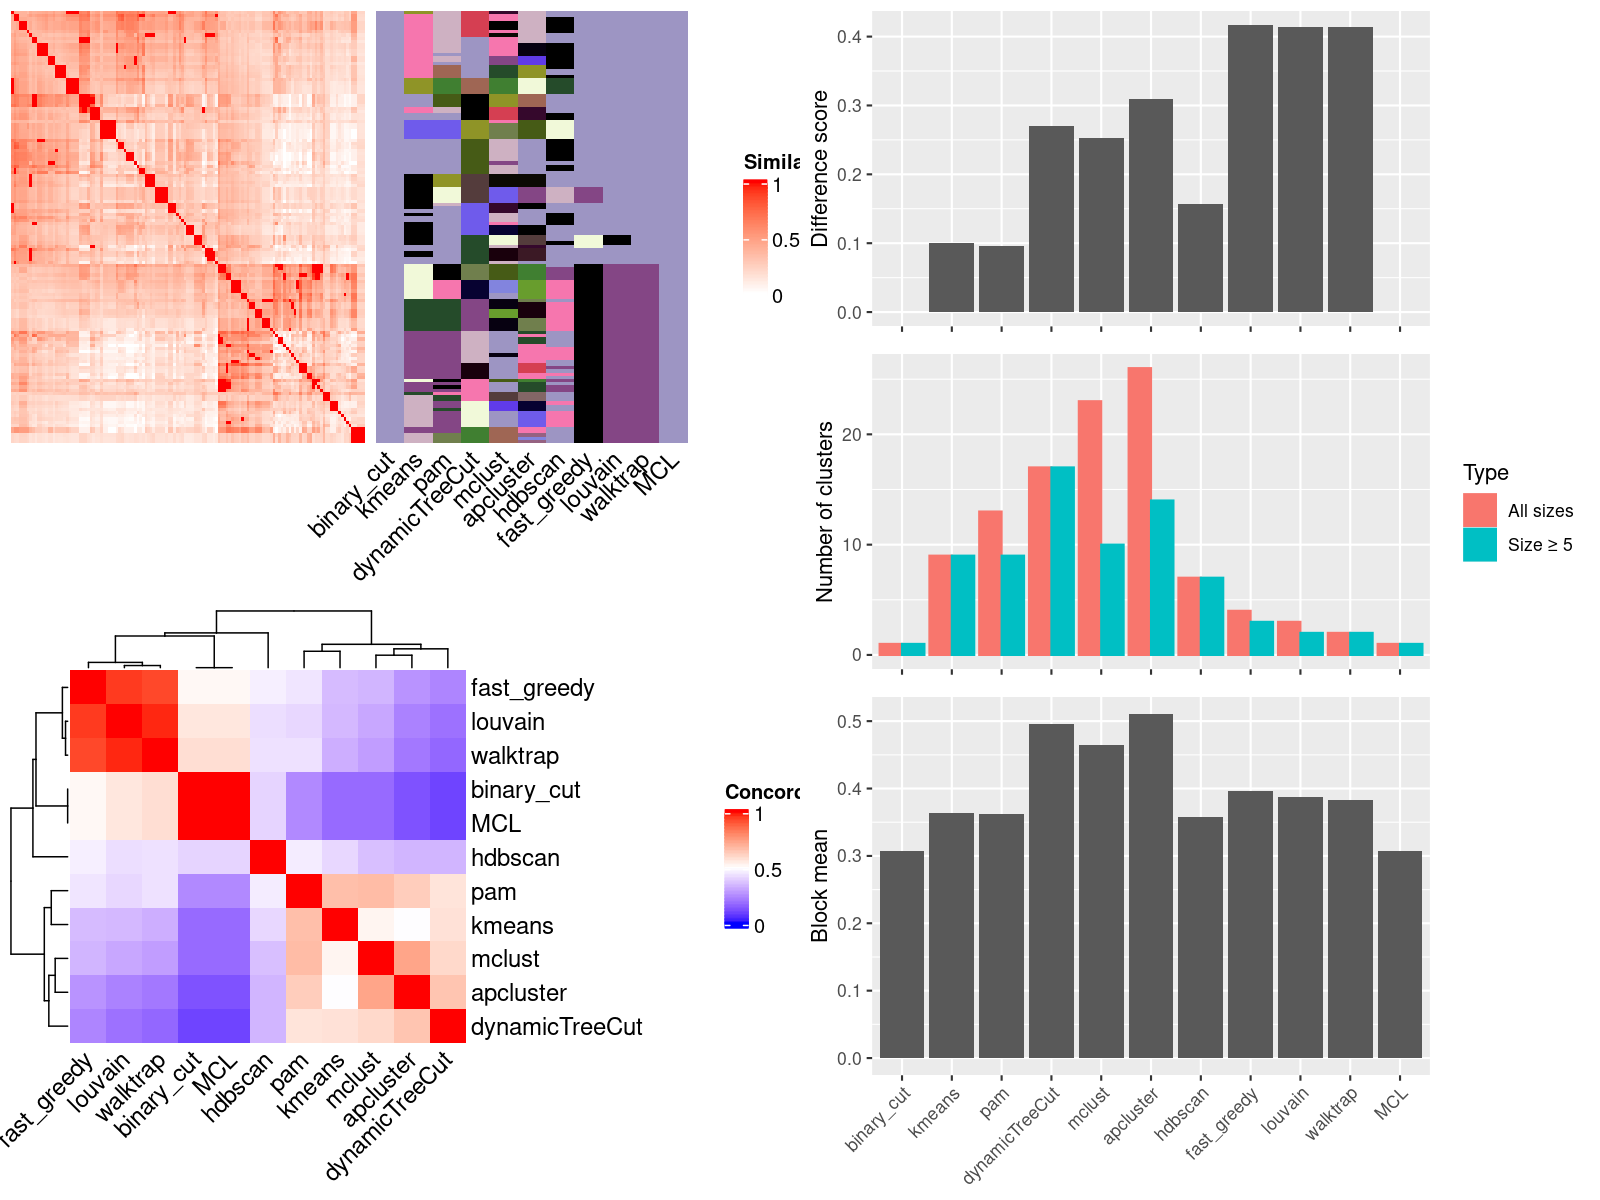 binary_cut
kmeans
pam
dynamicTreeCut
mclust
apcluster
hdbscan
fast_greedy
louvain
walktrap
MCL
Simila
1
0.5
0
fast_greedy
louvain
walktrap
binary_cut
MCL
hdbscan
pam
kmeans
mclust
apcluster
dynamicTreeCut
fast_greedy
louvain
walktrap
binary_cut
MCL
hdbscan
pam
kmeans
mclust
apcluster
dynamicTreeCut
Concord
1
0.5
0
Difference score
0.4
0.3
0.2
0.1
0.0
Number of clusters
20
10
0
Type
All sizes
Size ≥ 5
Block mean
0.5
0.4
0.3
0.2
0.1
0.0
binary_cut
kmeans
pam
dynamicTreeCut
mclust
apcluster
hdbscan
fast_greedy
louvain
walktrap
MCL